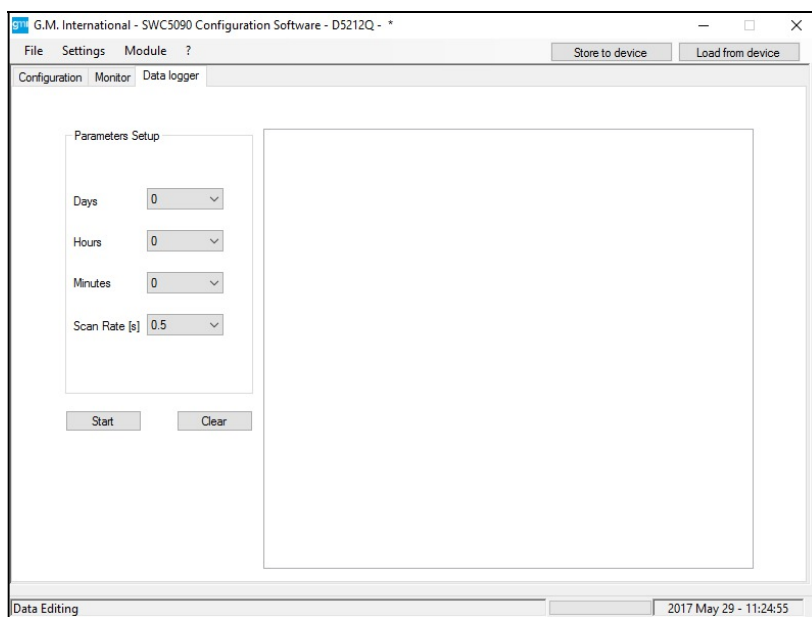 gmi G.M. International - SWC5090 Configuration Software - D5212Q - *
File Settings Module ? Store to device Load from device
Configuration Monitor Data logger
Parameters Setup
Days 0
Hours 0
Minutes 0
Scan Rate [s] 0.5
Start Clear
Data Editing 2017 May 29 - 11:24:55